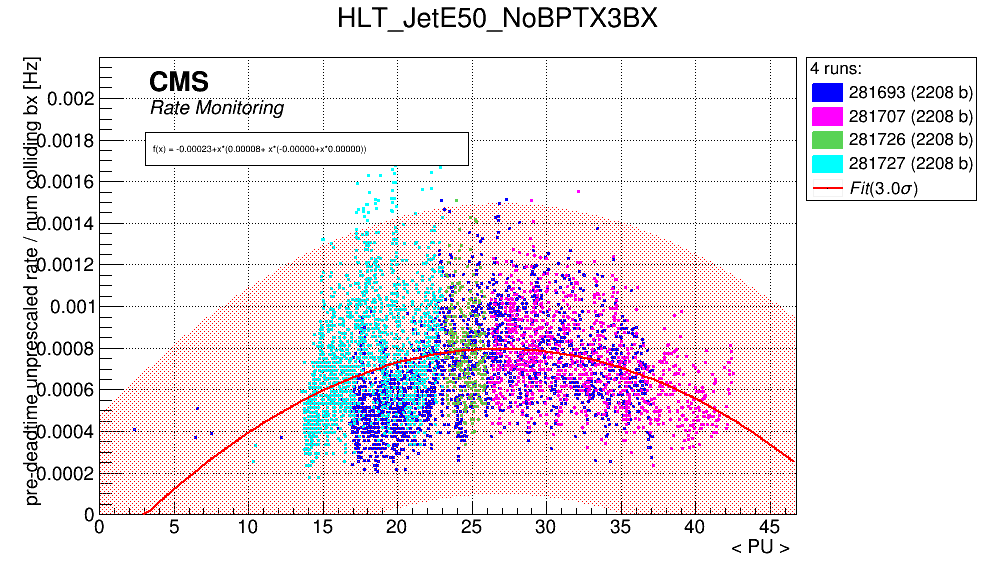 HLT_JetE50_NoBPTX3BX
pre-deadtime unprescaled rate / num colliding bx [Hz]
CMS
Rate Monitoring
f(x) = -0.00023+x*(0.00008+ x*(-0.00000+x*0.00000))
0.002
0.0018
0.0016
0.0014
0.0012
0.001
0.0008
0.0006
0.0004
0.0002
0
0 5 10 15 20 25 30 35 40 45
< PU >
4 runs:
281693 (2208 b)
281707 (2208 b)
281726 (2208 b)
281727 (2208 b)
Fit(3.0σ)